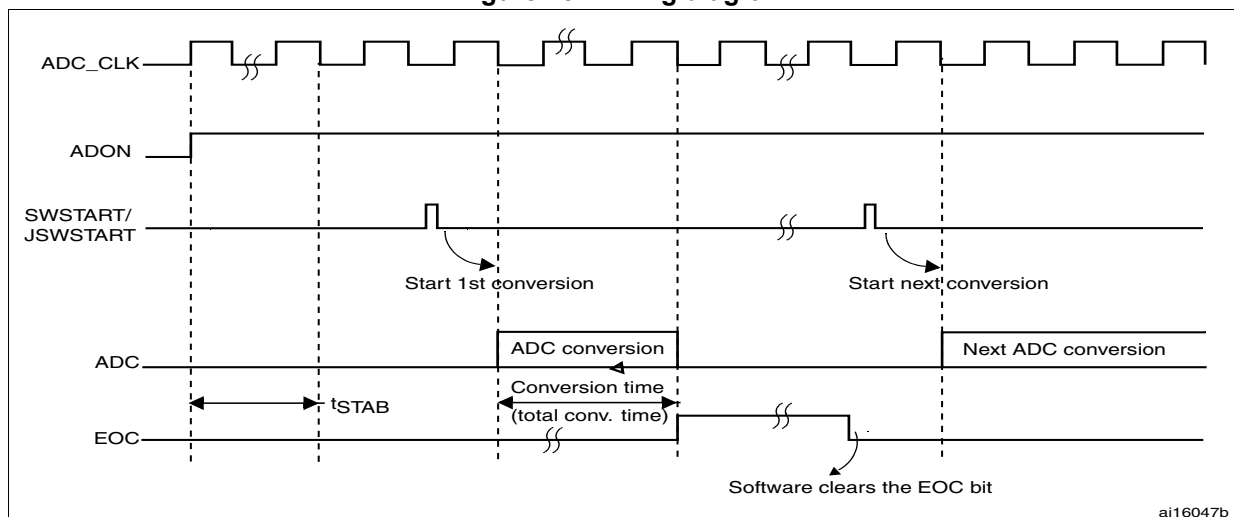 ADC_CLK
ADON
SWSTART/
JSWSTART
Start 1st conversion
Start next conversion
ADC
ADC conversion
Next ADC conversion
Conversion time
(total conv. time)
tSTAB
EOC
Software clears the EOC bit
ai16047b